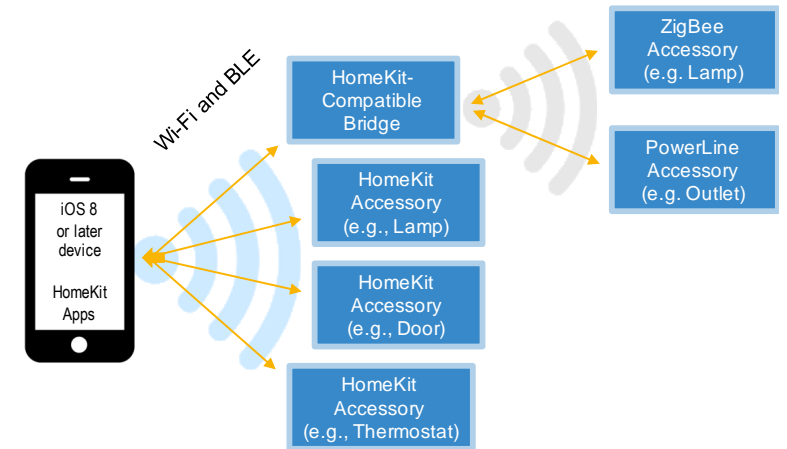 Wi-Fi and BLE
iOS 8
or later
device
HomeKit
Apps
HomeKit-
Compatible
Bridge
HomeKit
Accessory
(e.g., Lamp)
HomeKit
Accessory
(e.g., Door)
HomeKit
Accessory
(e.g., Thermostat)
ZigBee
Accessory
(e.g. Lamp)
PowerLine
Accessory
(e.g. Outlet)